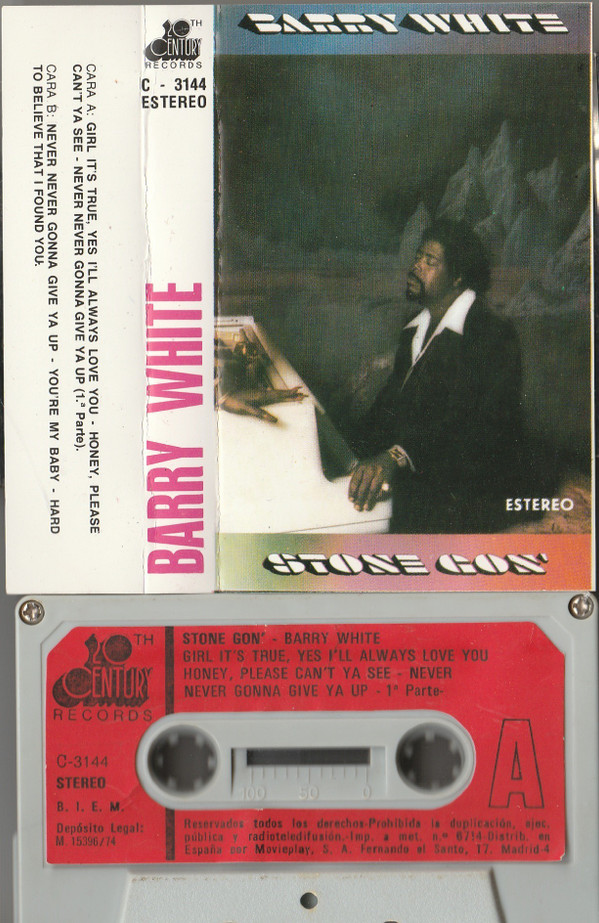 20TH
CENTURY
RECORDS
C - 3144
ESTEREO
BARRY WHITE
CARA A: GIRL IT'S TRUE, YES I'LL ALWAYS LOVE YOU - HONEY, PLEASE
CAN'T YA SEE - NEVER NEVER GONNA GIVE YA UP (1.ª Parte).
CARA B: NEVER NEVER GONNA GIVE YA UP - YOU'RE MY BABY - HARD
TO BELIEVE THAT I FOUND YOU.
BARRY WHITE
ESTEREO
STONE GON'
20TH
CENTURY
RECORDS
C-3144
STEREO
B. I. E. M.
Depósito Legal:
M 15396/74
STONE GON' - BARRY WHITE
GIRL IT'S TRUE, YES I'LL ALWAYS LOVE YOU
HONEY, PLEASE CAN'T YA SEE - NEVER
NEVER GONNA GIVE YA UP - 1ª Parte-
A
100 50 0
Reservados todos los derechos-Prohibida la duplicación, ejec.
pública y radioteledifusión.-Imp. a met. n.º 6714-Distrib. en
España por Movieplay, S. A. Fernando el Santo, 17. Madrid-4